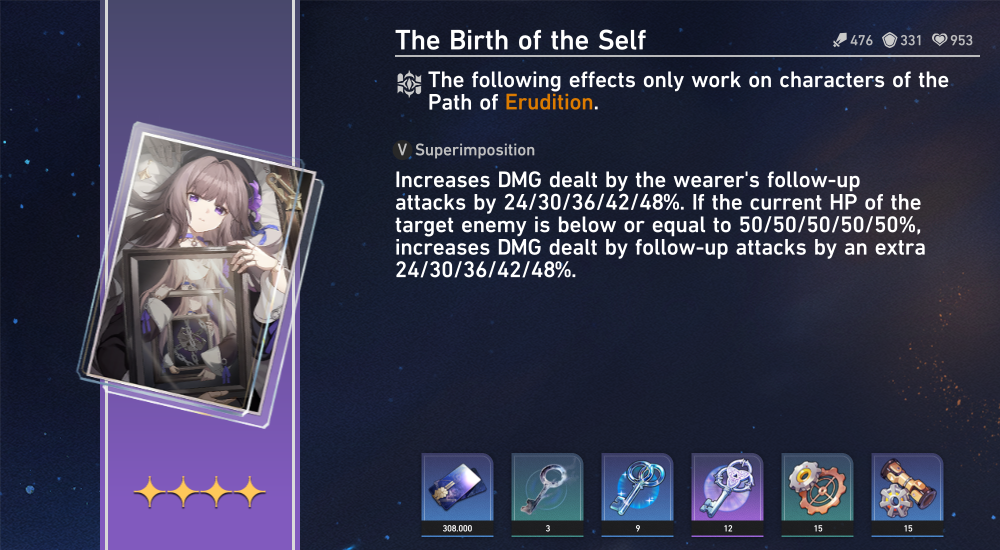 The Birth of the Self
476 331 953
The following effects only work on characters of the
Path of Erudition.
V Superimposition
Increases DMG dealt by the wearer's follow-up
attacks by 24/30/36/42/48%. If the current HP of the
target enemy is below or equal to 50/50/50/50/50%,
increases DMG dealt by follow-up attacks by an extra
24/30/36/42/48%.
308.000 3 9 12 15 15